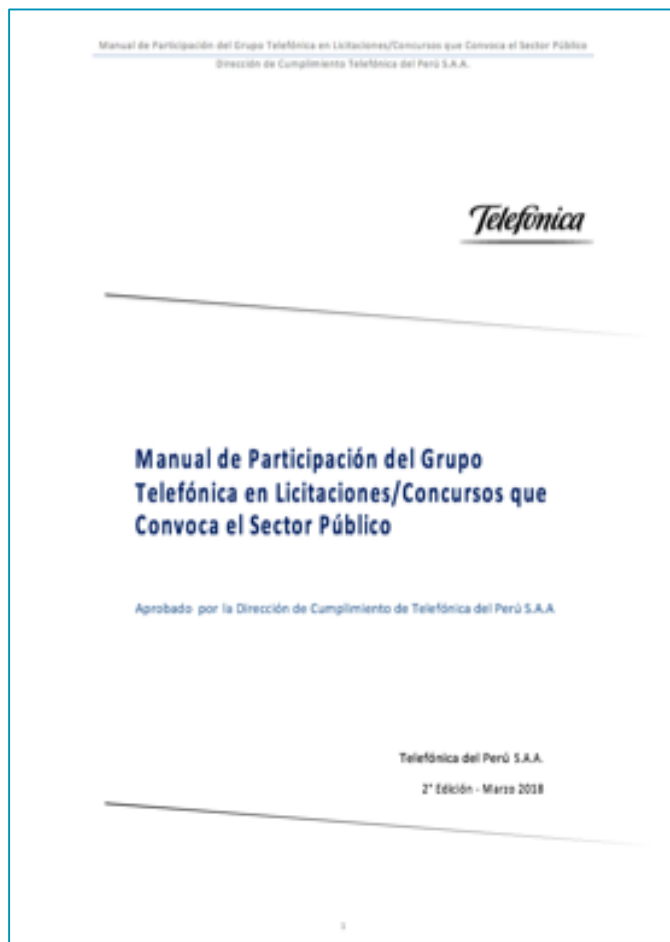 Manual de Participación del Grupo Telefónica en Licitaciones/Concursos que Convoca el Sector Público
Dirección de Cumplimiento Telefónica del Perú S.A.A.
Telefónica
Manual de Participación del Grupo
Telefónica en Licitaciones/Concursos que
Convoca el Sector Público
Aprobado por la Dirección de Cumplimiento de Telefónica del Perú S.A.A
Telefónica del Perú S.A.A.
2° Edición - Marzo 2018
1